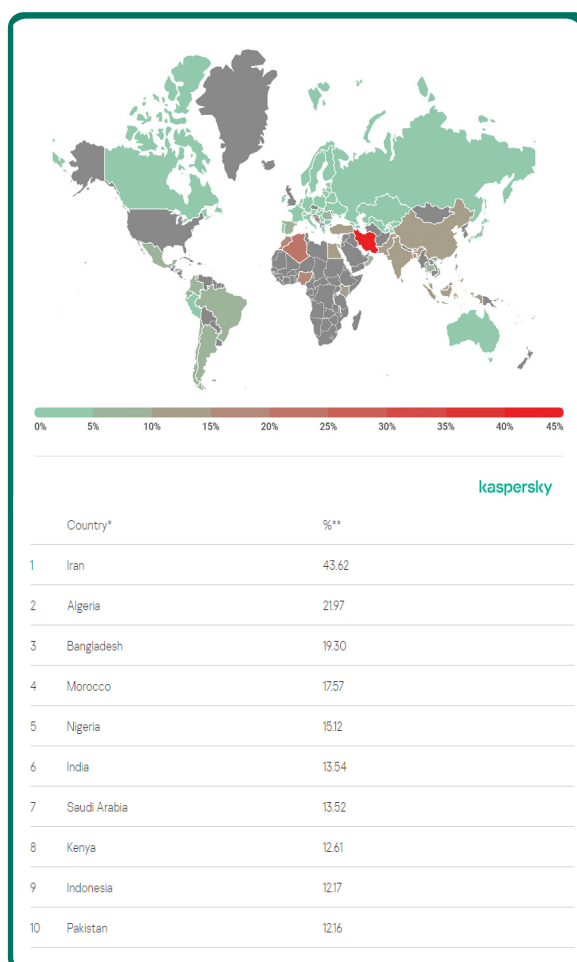 0% 5% 10% 15% 20% 25% 30% 35% 40% 45%
kaspersky
Country* %**
1 Iran 43.62
2 Algeria 21.97
3 Bangladesh 19.30
4 Morocco 17.57
5 Nigeria 15.12
6 India 13.54
7 Saudi Arabia 13.52
8 Kenya 12.61
9 Indonesia 12.17
10 Pakistan 12.16